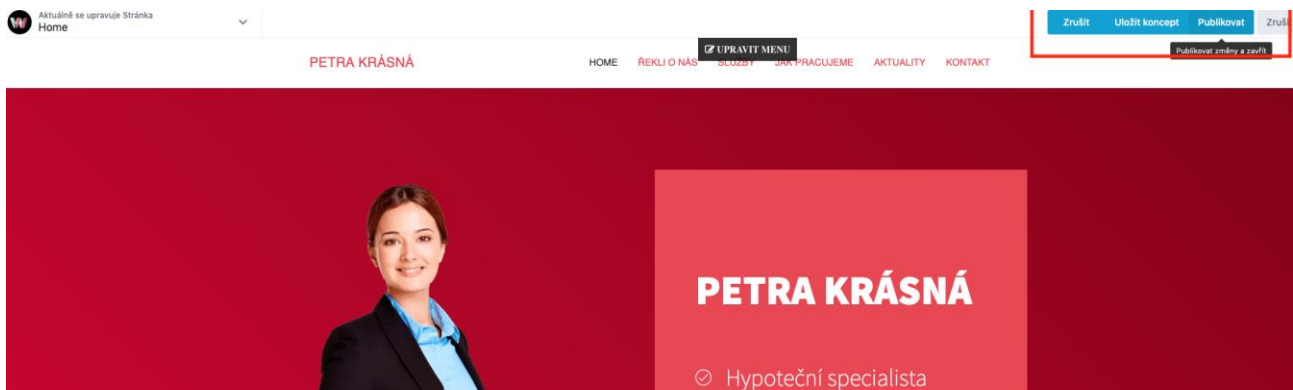 Aktuálně se upravuje Stránka
Home
Zrušit Uložit koncept Publikovat
Publikovat změny a zavřít
UPRAVIT MENU
PETRA KRÁSNÁ
HOME ŘEKLI O NÁS SLUŽBY JAK PRACUJEME AKTUALITY KONTAKT
PETRA KRÁSNÁ
Hypoteční specialista